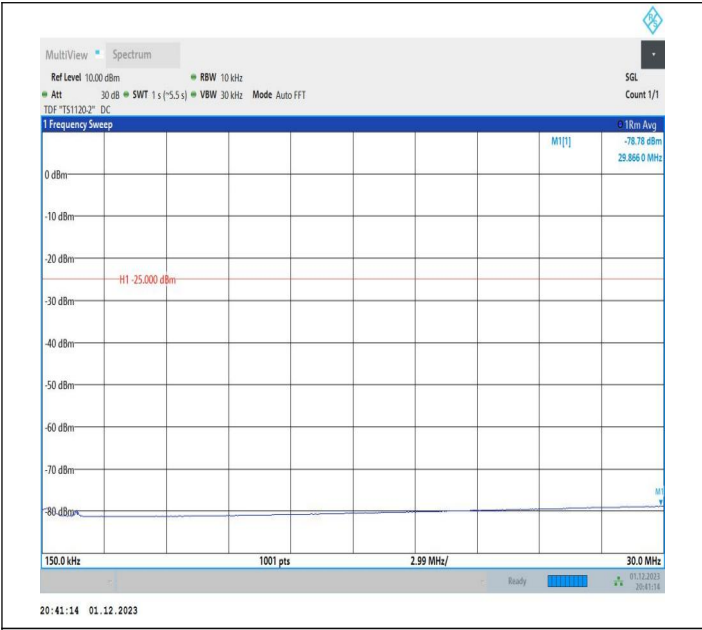 R S
MultiView Spectrum
Ref Level 10.00 dBm RBW 10 kHz SGL
Att 30 dB SWT 1 s (~5.5 s) VBW 30 kHz Mode Auto FFT Count 1/1
TDF "TS1120-2" DC
1 Frequency Sweep 1Rm Avg
M1[1] -78.78 dBm
29.866 0 MHz
0 dBm
-10 dBm
-20 dBm
H1 -25.000 dBm
-30 dBm
-40 dBm
-50 dBm
-60 dBm
-70 dBm
M1
-80 dBm
150.0 kHz 1001 pts 2.99 MHz/ 30.0 MHz
Ready 01.12.2023
20:41:14
20:41:14 01.12.2023